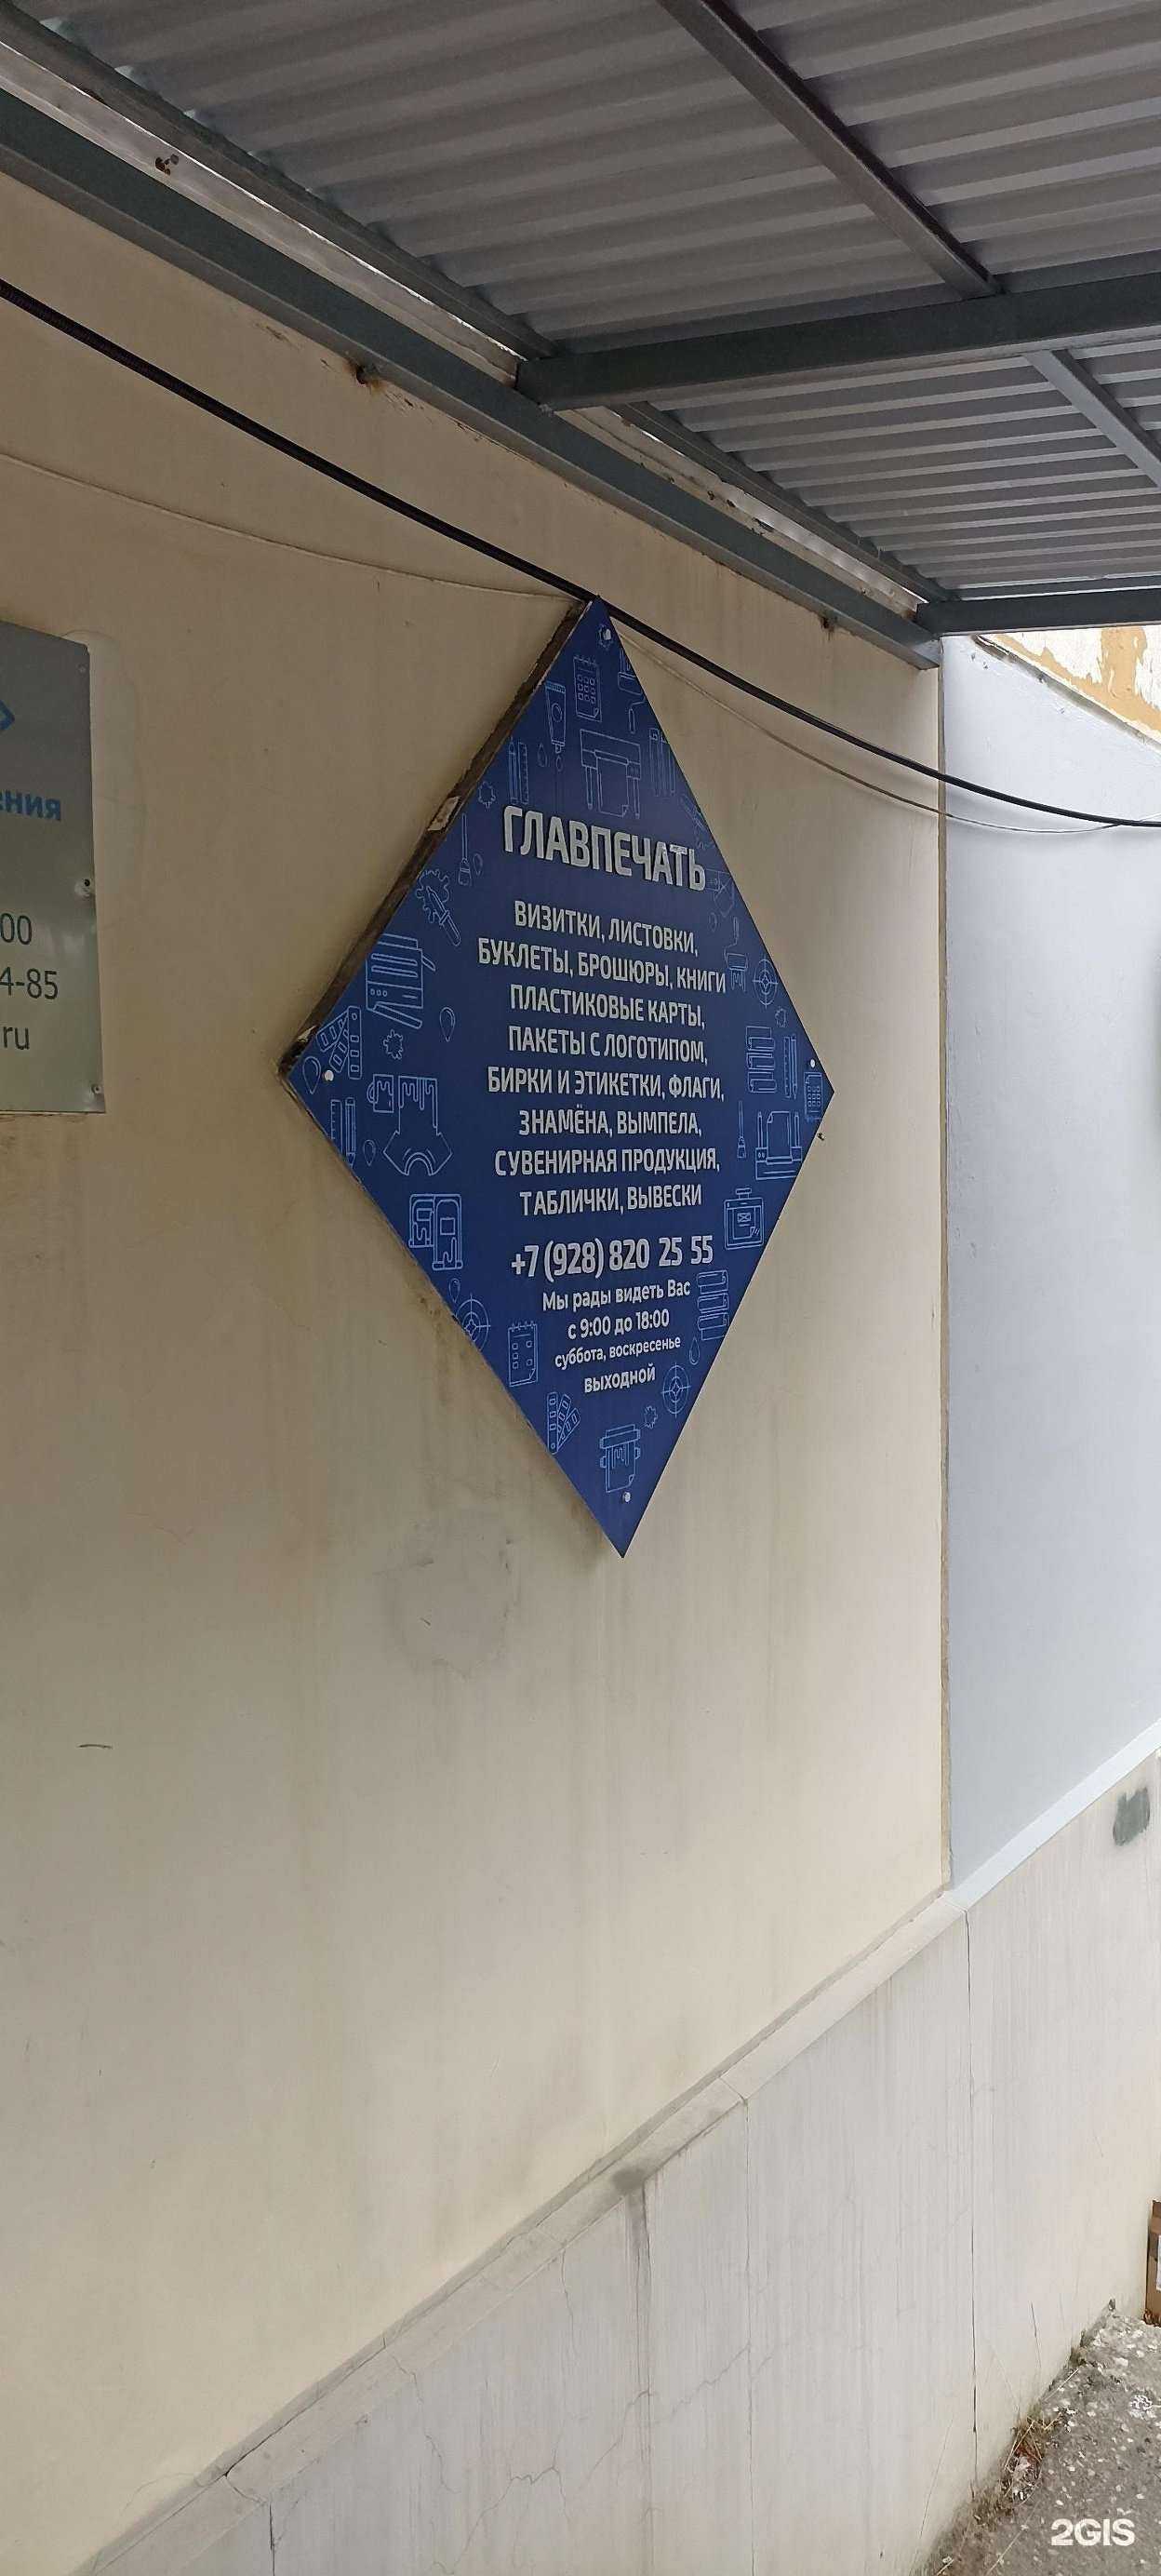 ения
00
4-85
ru
ГЛАВПЕЧАТЬ
ВИЗИТКИ, ЛИСТОВКИ,
БУКЛЕТЫ, БРОШЮРЫ, КНИГИ
ПЛАСТИКОВЫЕ КАРТЫ,
ПАКЕТЫ С ЛОГОТИПОМ,
БИРКИ И ЭТИКЕТКИ, ФЛАГИ,
ЗНАМЁНА, ВЫМПЕЛА,
СУВЕНИРНАЯ ПРОДУКЦИЯ,
ТАБЛИЧКИ, ВЫВЕСКИ
+7 (928) 820 25 55
Мы рады видеть Вас
с 9:00 до 18:00
суббота, воскресенье
выходной
2GIS